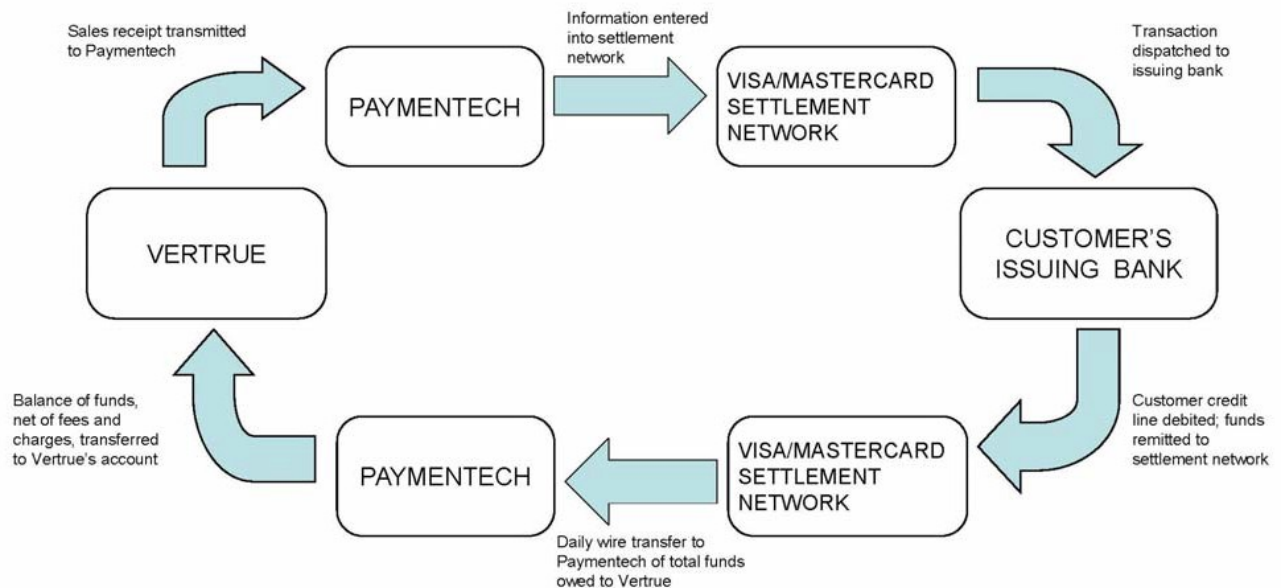 Sales receipt transmitted
to Paymentech
Information entered
into settlement
network
Transaction
dispatched to
issuing bank
PAYMENTECH
VISA/MASTERCARD
SETTLEMENT
NETWORK
VERTRUE
CUSTOMER'S
ISSUING BANK
Balance of funds,
net of fees and
charges, transferred
to Vertrue's account
PAYMENTECH
VISA/MASTERCARD
SETTLEMENT
NETWORK
Customer credit
line debited; funds
remitted to
settlement network
Daily wire transfer to
Paymentech of total funds
owed to Vertrue